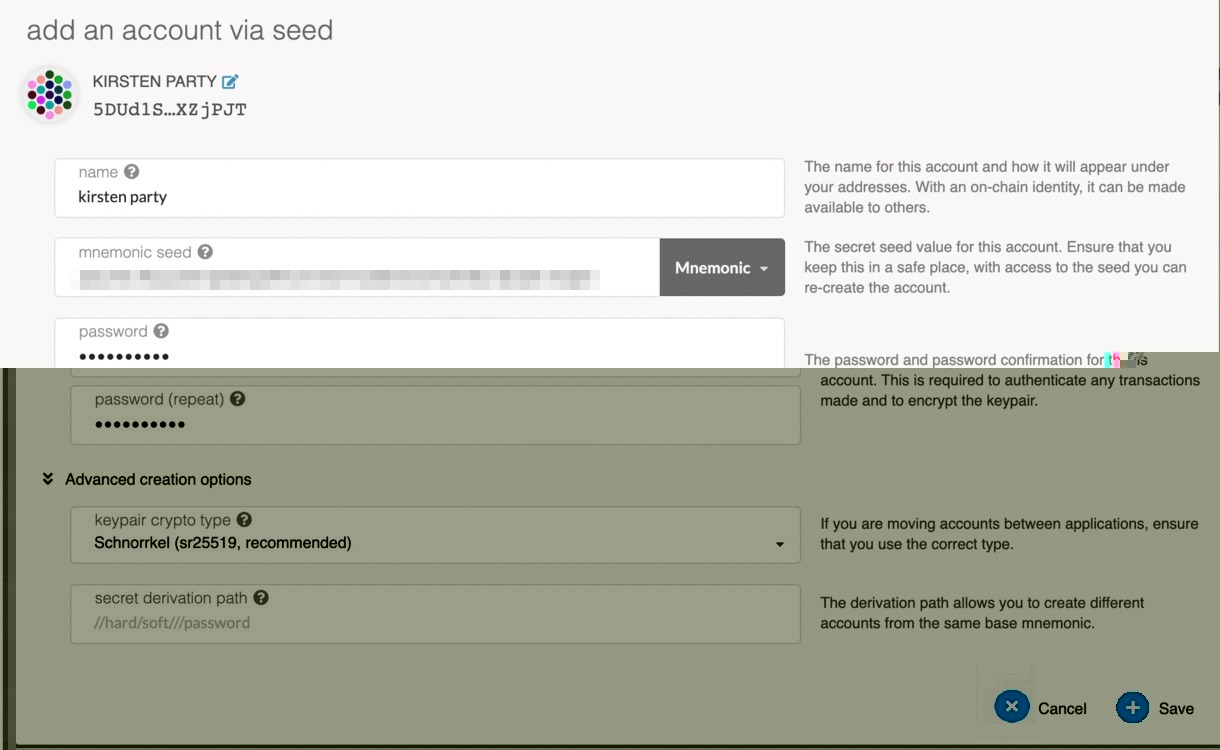 add an account via seed
KIRSTEN PARTY
5DUd1S…XZjPJT
name
kirsten party
The name for this account and how it will appear under
your addresses. With an on-chain identity, it can be made
available to others.
mnemonic seed
Mnemonic
The secret seed value for this account. Ensure that you
keep this in a safe place, with access to the seed you can
re-create the account.
password
••••••••••
The password and password confirmation for
account. This is required to authenticate any transactions
made and to encrypt the keypair.
password (repeat)
••••••••••
Advanced creation options
keypair crypto type
Schnorrkel (sr25519, recommended)
If you are moving accounts between applications, ensure
that you use the correct type.
secret derivation path
//hard/soft///password
The derivation path allows you to create different
accounts from the same base mnemonic.
Cancel
Save